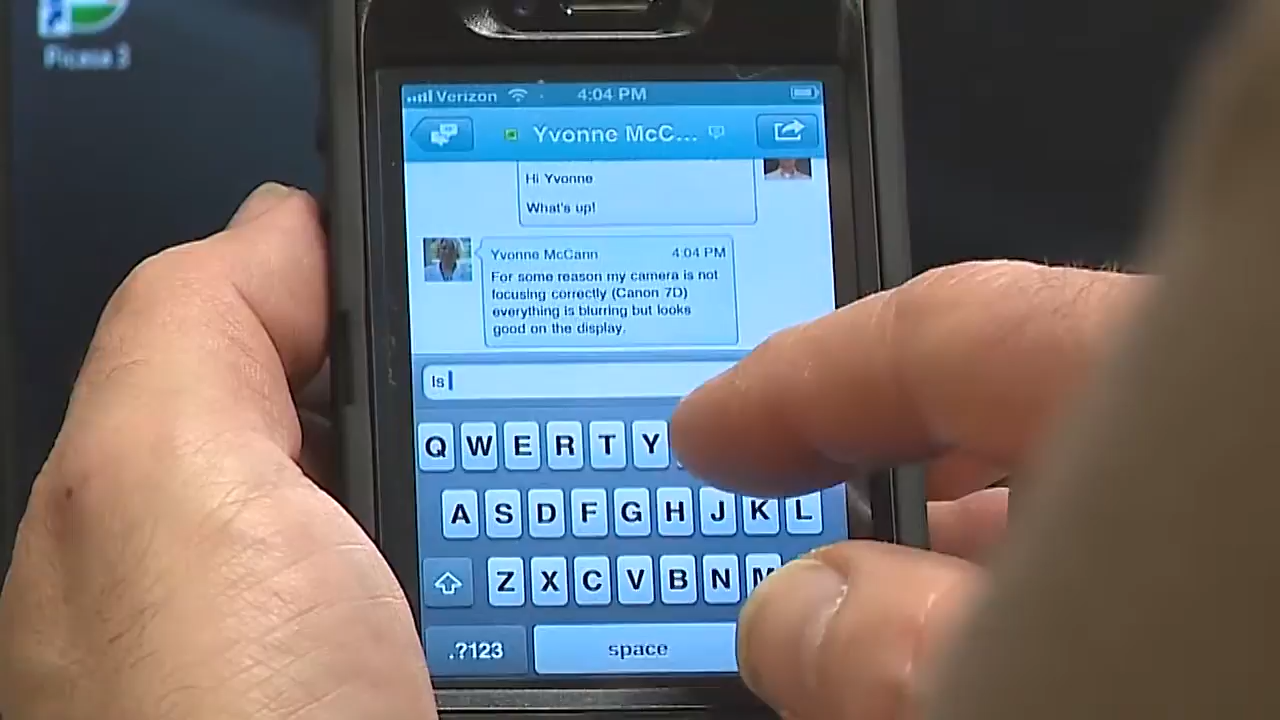 Picasa 3
Verizon 4:04 PM
Yvonne McC...
Hi Yvonne
What's up!
Yvonne McCann 4:04 PM
For some reason my camera is not
focusing correctly (Canon 7D)
everything is blurring but looks
good on the display.
Is
Q W E R T Y
A S D F G H J K L
Z X C V B N M
.?123 space